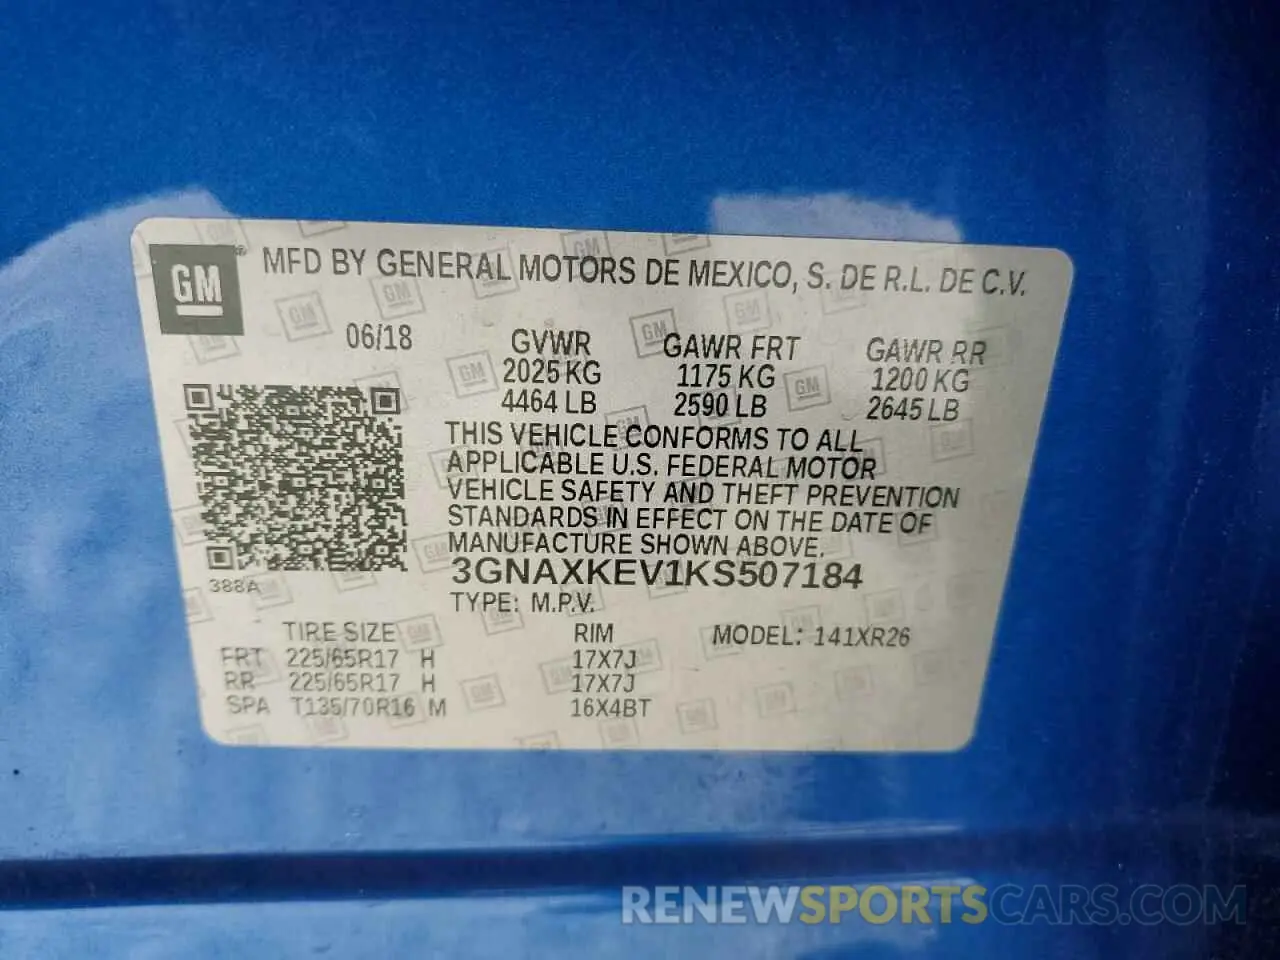 GM® MFD BY GENERAL MOTORS DE MEXICO, S. DE R.L. DE C.V.
06/18 GVWR GAWR FRT GAWR RR
2025 KG 1175 KG 1200 KG
4464 LB 2590 LB 2645 LB
THIS VEHICLE CONFORMS TO ALL
APPLICABLE U.S. FEDERAL MOTOR
VEHICLE SAFETY AND THEFT PREVENTION
STANDARDS IN EFFECT ON THE DATE OF
MANUFACTURE SHOWN ABOVE.
3GNAXKEV1KS507184
388A
TYPE: M.P.V.
TIRE SIZE RIM MODEL: 141XR26
FRT 225/65R17 H 17X7J
RR 225/65R17 H 17X7J
SPA T135/70R16 M 16X4BT
RENEWSPORTSCARS.COM